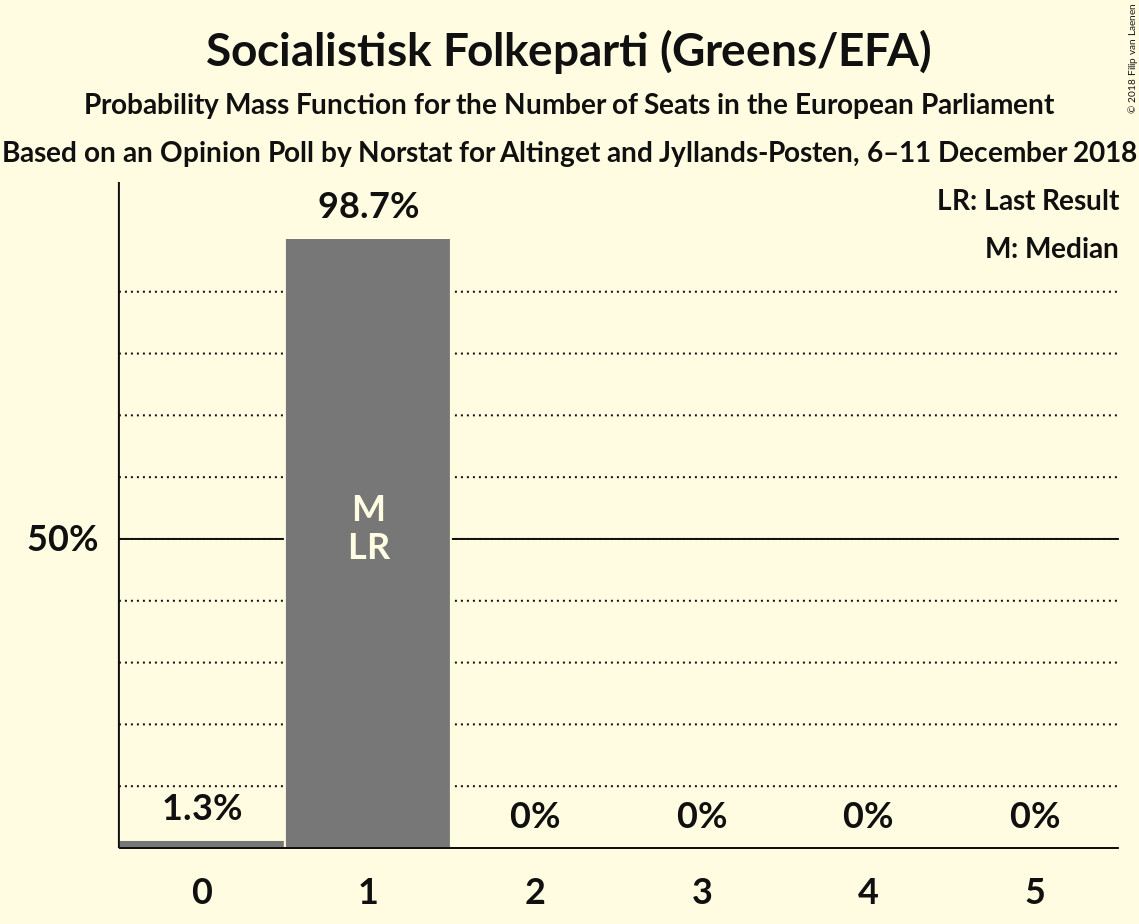 Socialistisk Folkeparti (Greens/EFA)
Probability Mass Function for the Number of Seats in the European Parliament
Based on an Opinion Poll by Norstat for Altinget and Jyllands-Posten, 6–11 December 2018
© 2018 Filip van Laenen
LR: Last Result
M: Median
98.7%
M
LR
50%
1.3%
0%
0%
0%
0%
0
1
2
3
4
5